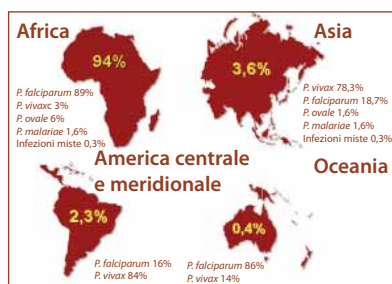 Africa
94%
P. falciparum 89%
P. vivaxc 3%
P. ovale 6%
P. malariae 1,6%
Infezioni miste 0,3%
Asia
3,6%
P. vivax 78,3%
P. falciparum 18,7%
P. ovale 1,6%
P. malariae 1,6%
Infezioni miste 0,3%
America centrale
e meridionale
2,3%
P. falciparum 16%
P. vivax 84%
Oceania
0,4%
P. falciparum 86%
P. vivax 14%